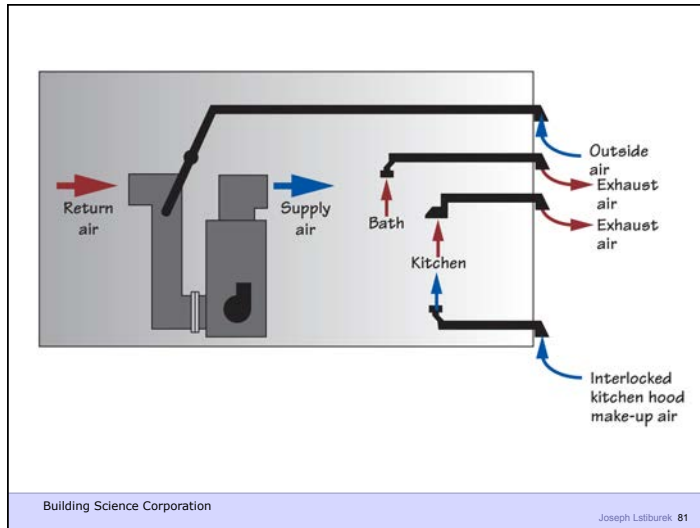 Outside
air
Exhaust
air
Return
air
Supply
air
Bath
Exhaust
air
Kitchen
Interlocked
kitchen hood
make-up air
Building Science Corporation
Joseph Lstiburek 81